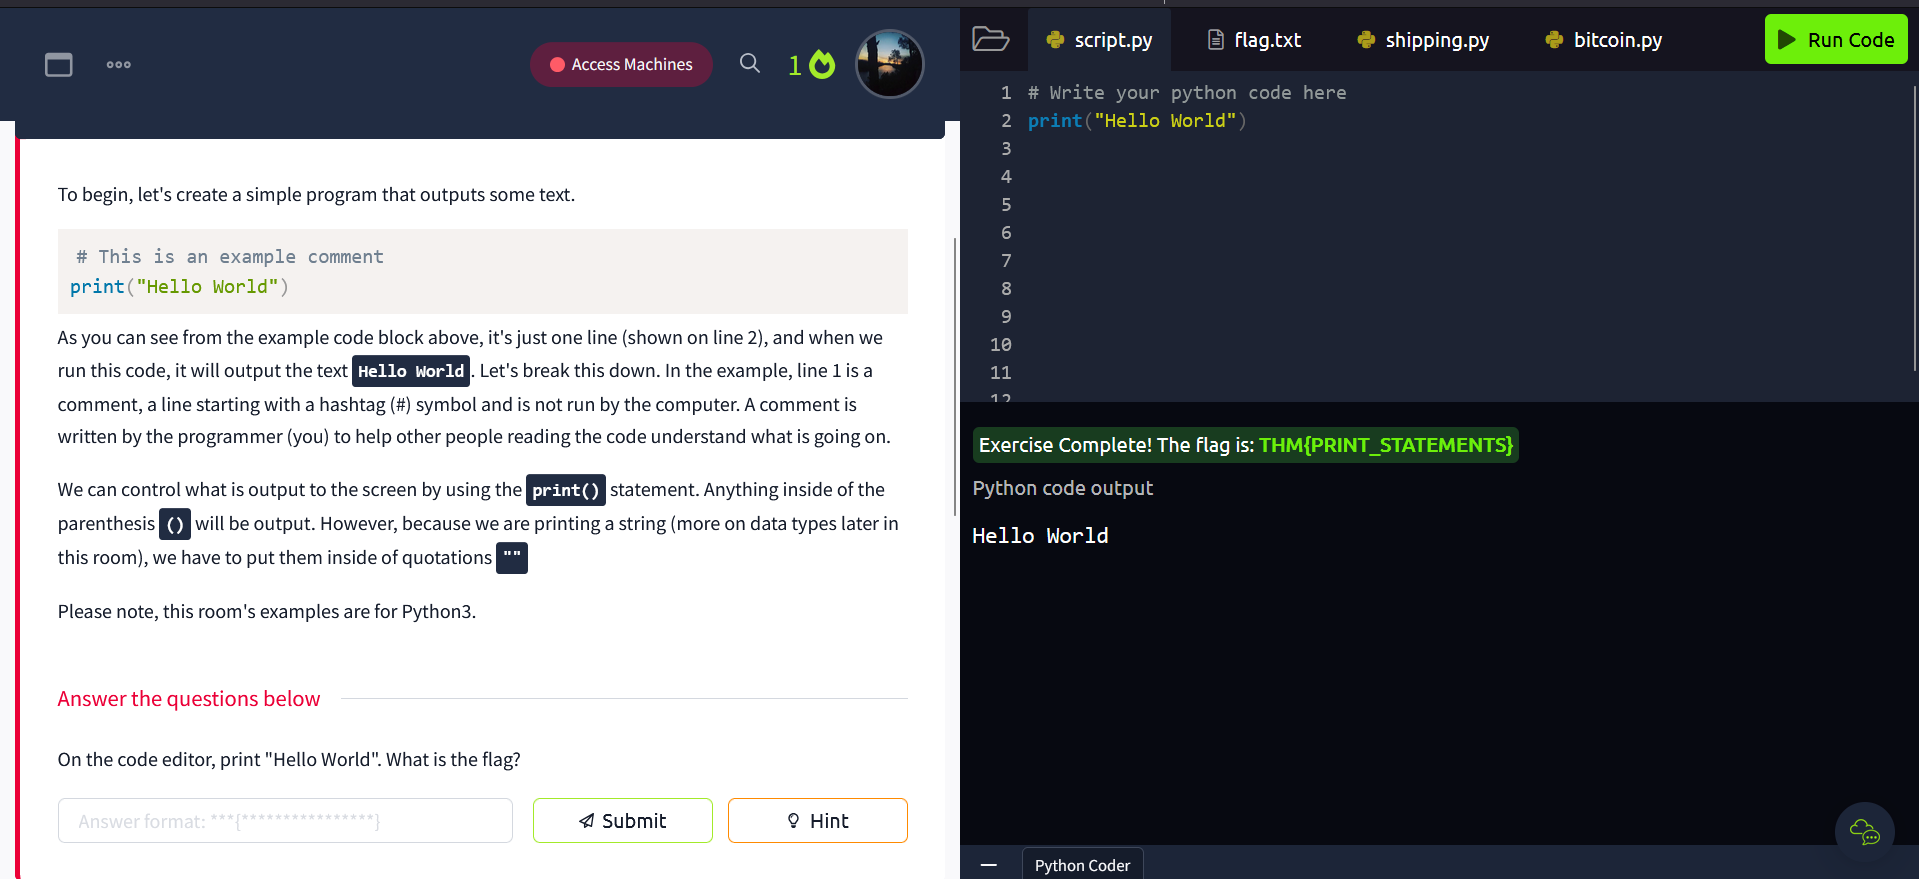 Access Machines
1
To begin, let's create a simple program that outputs some text.
# This is an example comment
print("Hello World")
As you can see from the example code block above, it's just one line (shown on line 2), and when we
run this code, it will output the text Hello World . Let's break this down. In the example, line 1 is a
comment, a line starting with a hashtag (#) symbol and is not run by the computer. A comment is
written by the programmer (you) to help other people reading the code understand what is going on.
We can control what is output to the screen by using the print() statement. Anything inside of the
parenthesis () will be output. However, because we are printing a string (more on data types later in
this room), we have to put them inside of quotations ""
Please note, this room's examples are for Python3.
Answer the questions below
On the code editor, print "Hello World". What is the flag?
Answer format: ***{****************}
Submit
Hint
script.py
flag.txt
shipping.py
bitcoin.py
Run Code
1 # Write your python code here
2 print("Hello World")
3
4
5
6
7
8
9
10
11
12
Exercise Complete! The flag is: THM{PRINT_STATEMENTS}
Python code output
Hello World
Python Coder